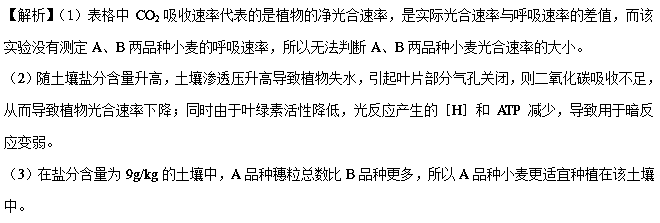 【解析】（1）表格中 CO₂ 吸收速率代表的是植物的净光合速率，是实际光合速率与呼吸速率的差值，而该
实验没有测定 A、B 两品种小麦的呼吸速率，所以无法判断 A、B 两品种小麦光合速率的大小。
（2）随土壤盐分含量升高，土壤渗透压升高导致植物失水，引起叶片部分气孔关闭，则二氧化碳吸收不足，
从而导致植物光合速率下降；同时由于叶绿素活性降低，光反应产生的［H］和 ATP 减少，导致用于暗反
应变弱。
（3）在盐分含量为 9g/kg 的土壤中，A 品种穗粒总数比 B 品种更多，所以 A 品种小麦更适宜种植在该土壤
中。